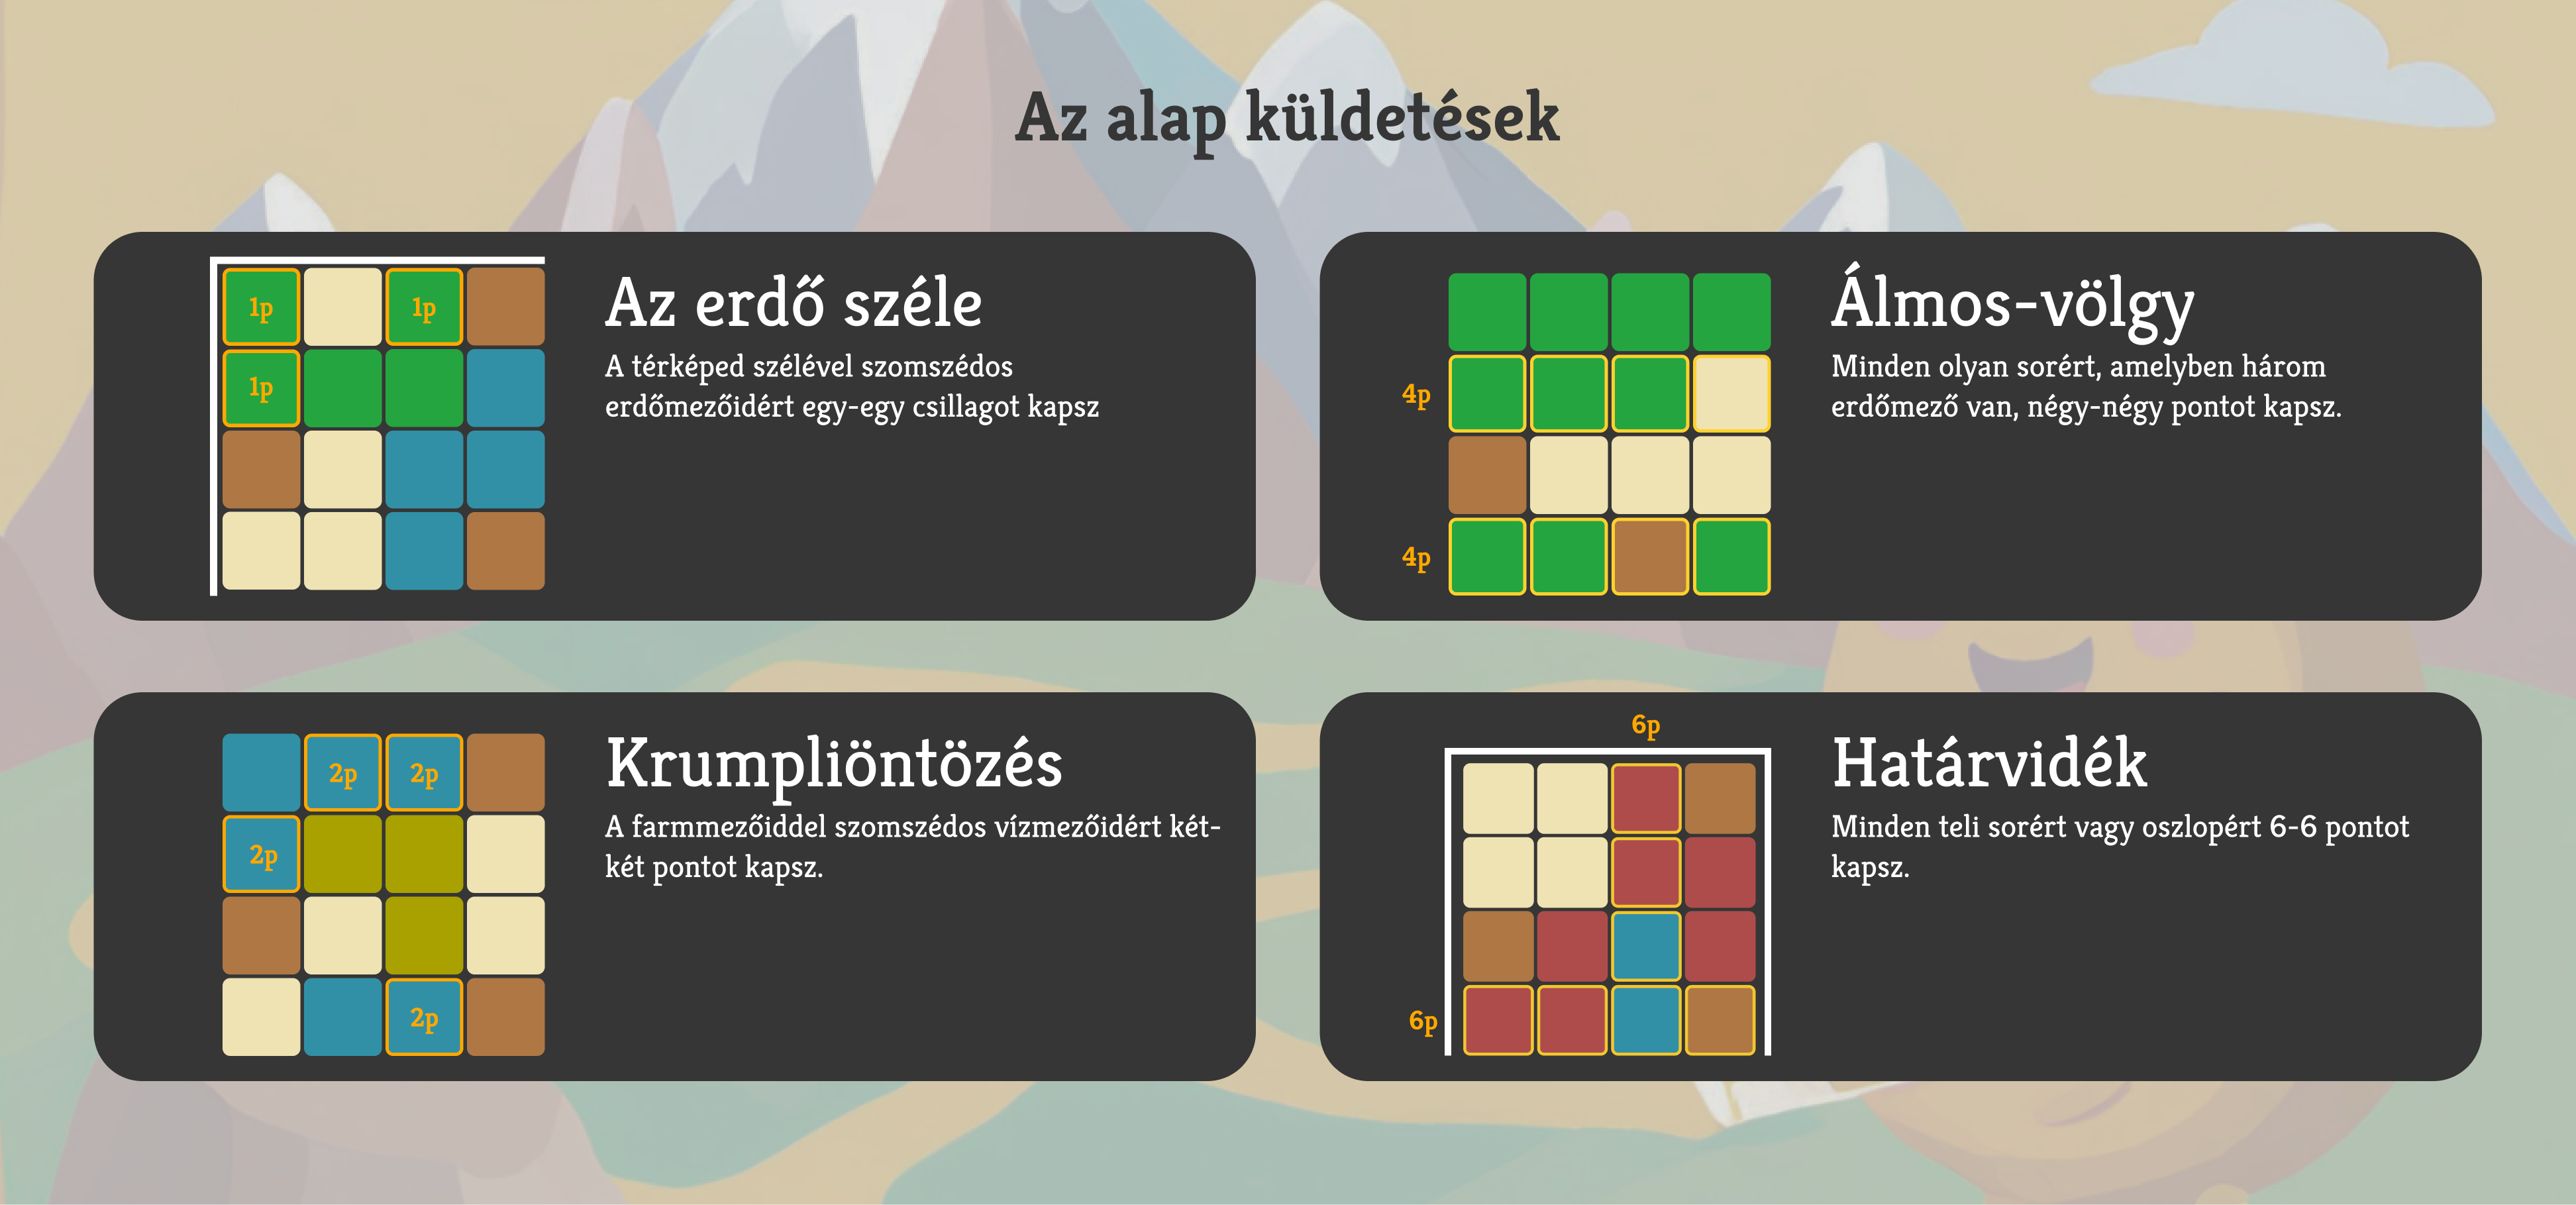 Az alap küldetések
1p
1p
1p
Az erdő széle
A térképed szélével szomszédos
erdőmezőidért egy-egy csillagot kapsz
4p
4p
Álmos-völgy
Minden olyan sorért, amelyben három
erdőmező van, négy-négy pontot kapsz.
2p
2p
2p
2p
Krumpliöntözés
A farmmezőiddel szomszédos vízmezőidért két-
két pontot kapsz.
6p
6p
Határvidék
Minden teli sorért vagy oszlopért 6-6 pontot
kapsz.